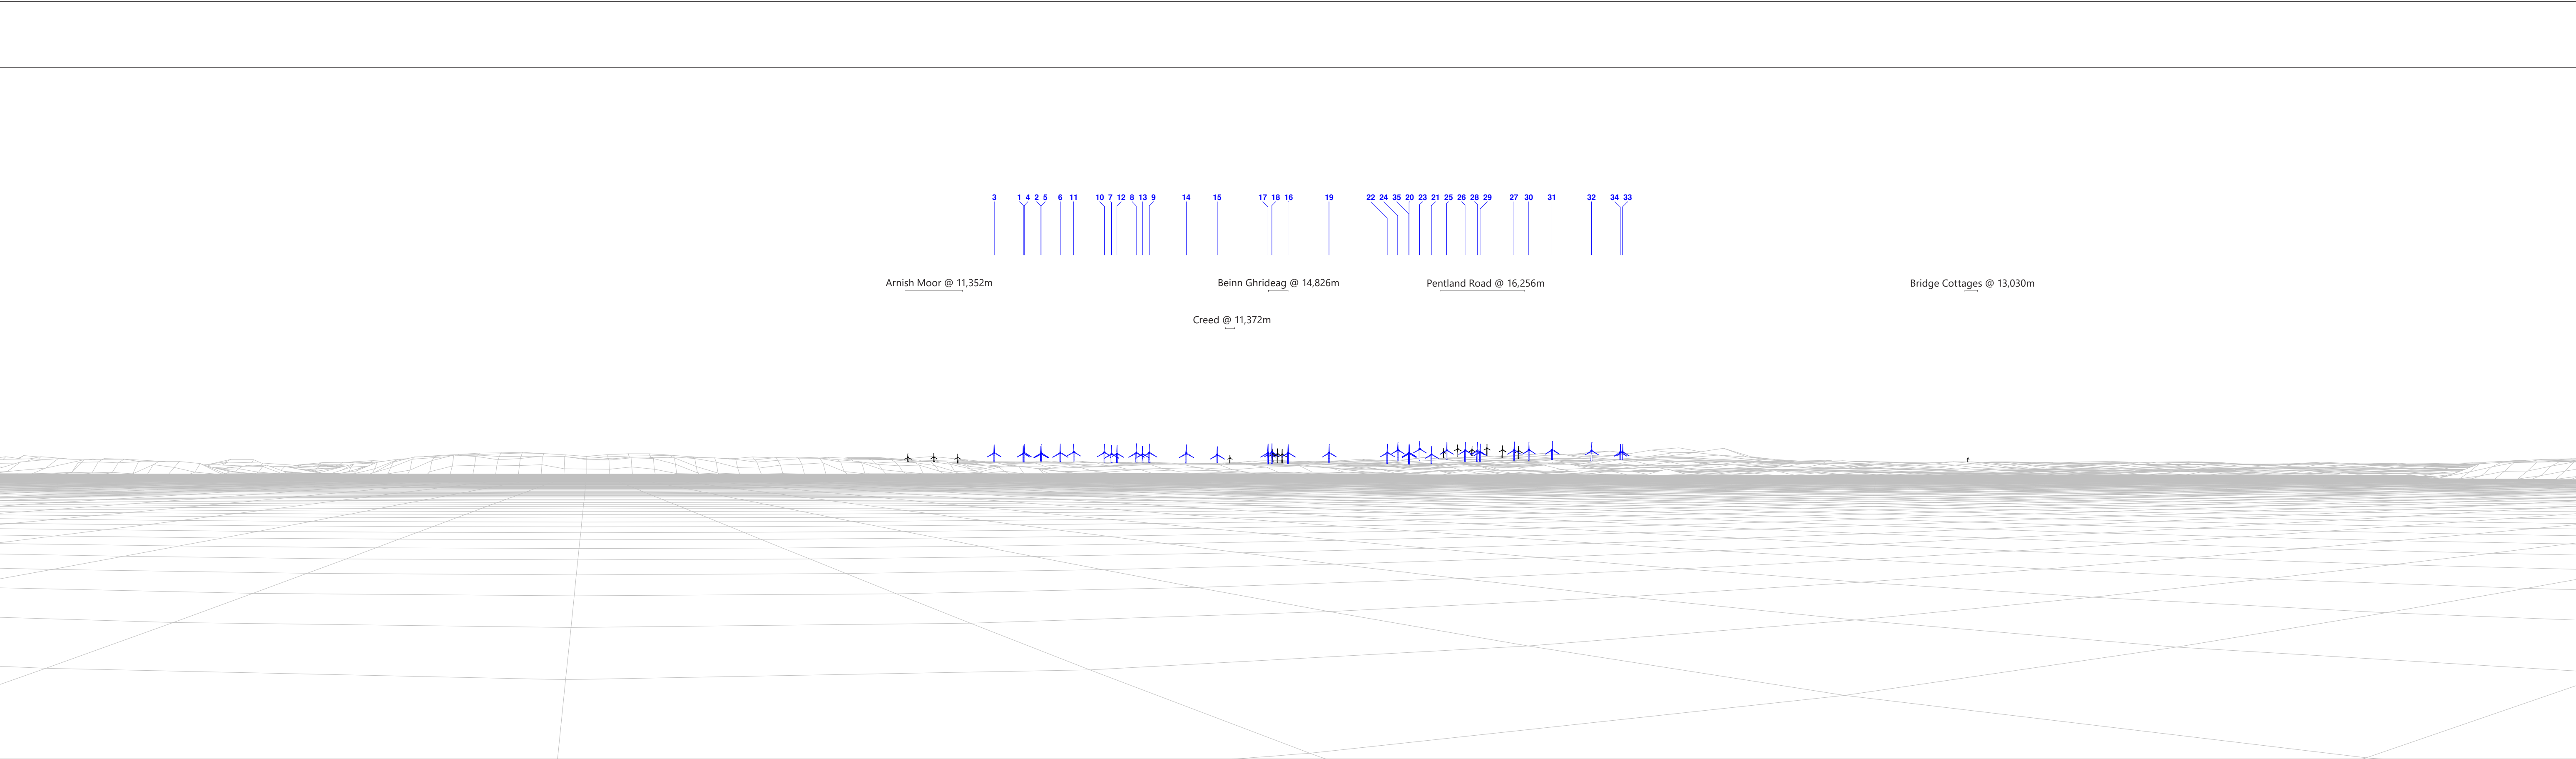 3 1 4 2 5 6 11 10 7 12 8 13 9 14 15 17 18 16 19 22 24 35 20 23 21 25 26 28 29 27 30 31 32 34 33
Arnish Moor @ 11,352m Beinn Ghrideag @ 14,826m Pentland Road @ 16,256m Bridge Cottages @ 13,030m
Creed @ 11,372m